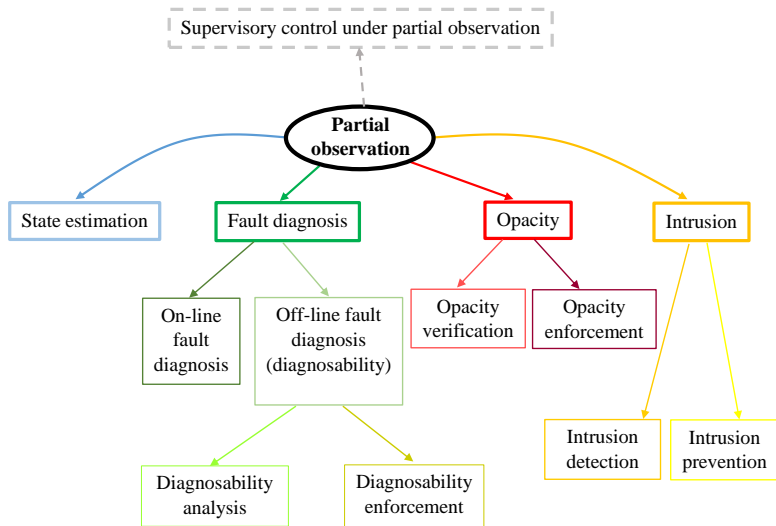 Supervisory control under partial observation
Partial
observation
State estimation
Fault diagnosis
Opacity
Intrusion
On-line
fault
diagnosis
Off-line fault
diagnosis
(diagnosability)
Opacity
verification
Opacity
enforcement
Diagnosability
analysis
Diagnosability
enforcement
Intrusion
detection
Intrusion
prevention